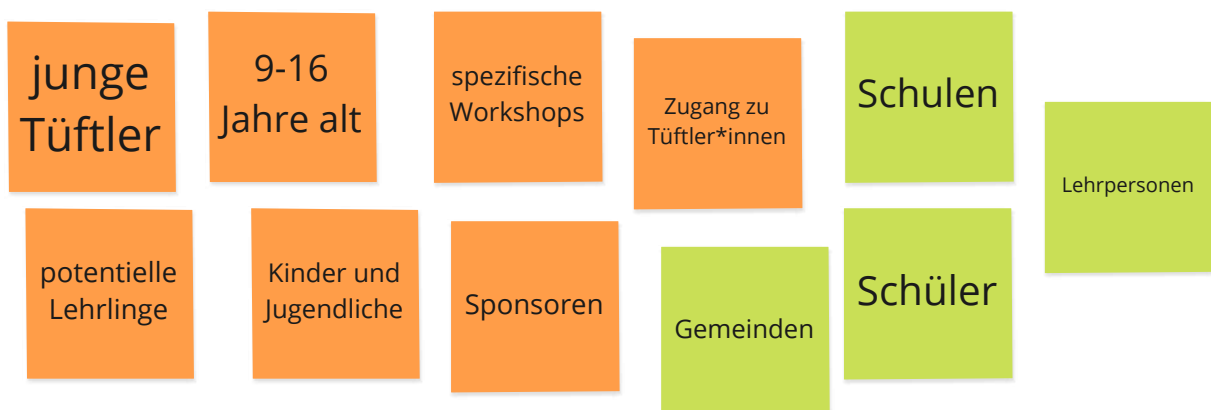 junge
Tüftler
9-16
Jahre alt
spezifische
Workshops
Zugang zu
Tüftler*innen
Schulen
Lehrpersonen
potentielle
Lehrlinge
Kinder und
Jugendliche
Sponsoren
Gemeinden
Schüler